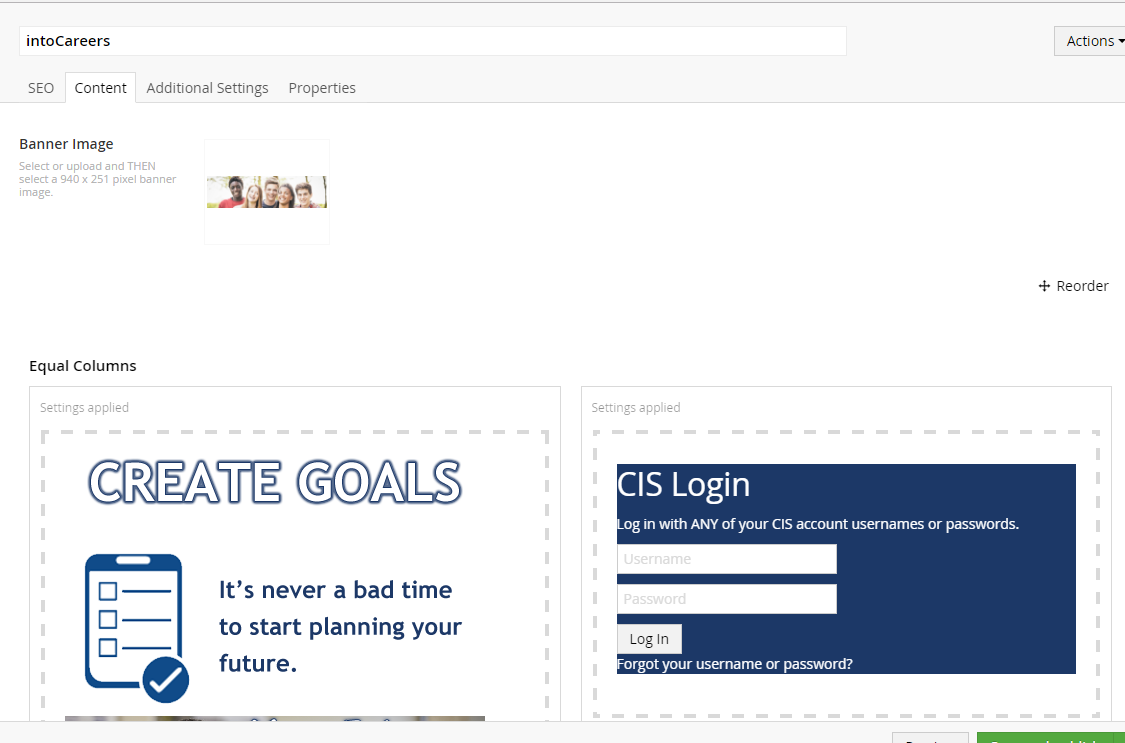 intoCareers
Actions
SEO
Content
Additional Settings
Properties
Banner Image
Select or upload and THEN
select a 940 x 251 pixel banner
image.
Reorder
Equal Columns
Settings applied
CREATE GOALS
It's never a bad time
to start planning your
future.
Settings applied
CIS Login
Log in with ANY of your CIS account usernames or passwords.
Username
Password
Log In
Forgot your username or password?